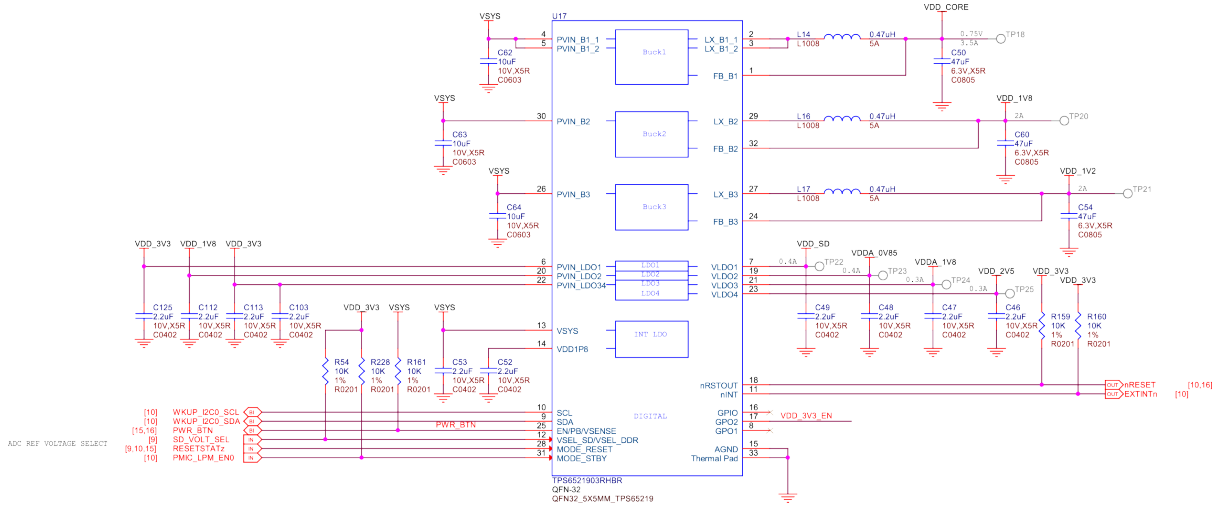 U17
VDD_CORE
VSYS
4 PVIN_B1_1
5 PVIN_B1_2
Buck1
LX_B1_1 2
LX_B1_2 3
FB_B1 1
L14 0.47uH
L1008 5A
0.75V
3.5A
TP18
C62
10uF
10V,X5R
C0603
C50
47uF
6.3V,X5R
C0805
VSYS
30 PVIN_B2
Buck2
LX_B2 29
FB_B2 32
L16 0.47uH
L1008 5A
VDD_1V8
2A
TP20
C63
10uF
10V,X5R
C0603
C60
47uF
6.3V,X5R
C0805
VSYS
26 PVIN_B3
Buck3
LX_B3 27
FB_B3 24
L17 0.47uH
L1008 5A
VDD_1V2
2A
TP21
C64
10uF
10V,X5R
C0603
C54
47uF
6.3V,X5R
C0805
VDD_3V3 VDD_1V8 VDD_3V3
6 PVIN_LDO1
20 PVIN_LDO2
22 PVIN_LDO34
LDO1
LDO2
LDO3
LDO4
VLDO1 7
VLDO2 19
VLDO3 21
VLDO4 23
VDD_SD
0.4A
TP22
VDDA_0V85
0.4A
TP23
VDDA_1V8
0.3A
TP24
VDD_2V5
0.3A
TP25
VDD_3V3
VDD_3V3
C125
2.2uF
10V,X5R
C0402
C112
2.2uF
10V,X5R
C0402
C113
2.2uF
10V,X5R
C0402
C103
2.2uF
10V,X5R
C0402
C49
2.2uF
10V,X5R
C0402
C48
2.2uF
10V,X5R
C0402
C47
2.2uF
10V,X5R
C0402
C46
2.2uF
10V,X5R
C0402
R159
10K
1%
R0201
R160
10K
1%
R0201
VDD_3V3
VSYS
VSYS
13 VSYS
14 VDD1P8
INT LDO
R54
10K
1%
R0201
R228
10K
1%
R0201
R161
10K
1%
R0201
C53
2.2uF
10V,X5R
C0402
C52
2.2uF
10V,X5R
C0402
nRSTOUT 18
nINT 11
OUT nRESET [10,16]
OUT EXTINTn [10]
DIGITAL
[10] WKUP_I2C0_SCL BI 10 SCL
[10] WKUP_I2C0_SDA BI 9 SDA
[15,16] PWR_BTN BI PWR_BTN 25 EN/PB/VSENSE
ADC REF VOLTAGE SELECT
[9] SD_VOLT_SEL IN 12 VSEL_SD/VSEL_DDR
[9,10,15] RESETSTATz IN 28 MODE_RESET
[10] PMIC_LPM_EN0 IN 31 MODE_STBY
GPIO 16
GPO2 17 VDD_3V3_EN
GPO1 8
AGND 15
Thermal Pad 33
TPS6521903RHBR
QFN-32
QFN32_5X5MM_TPS65219